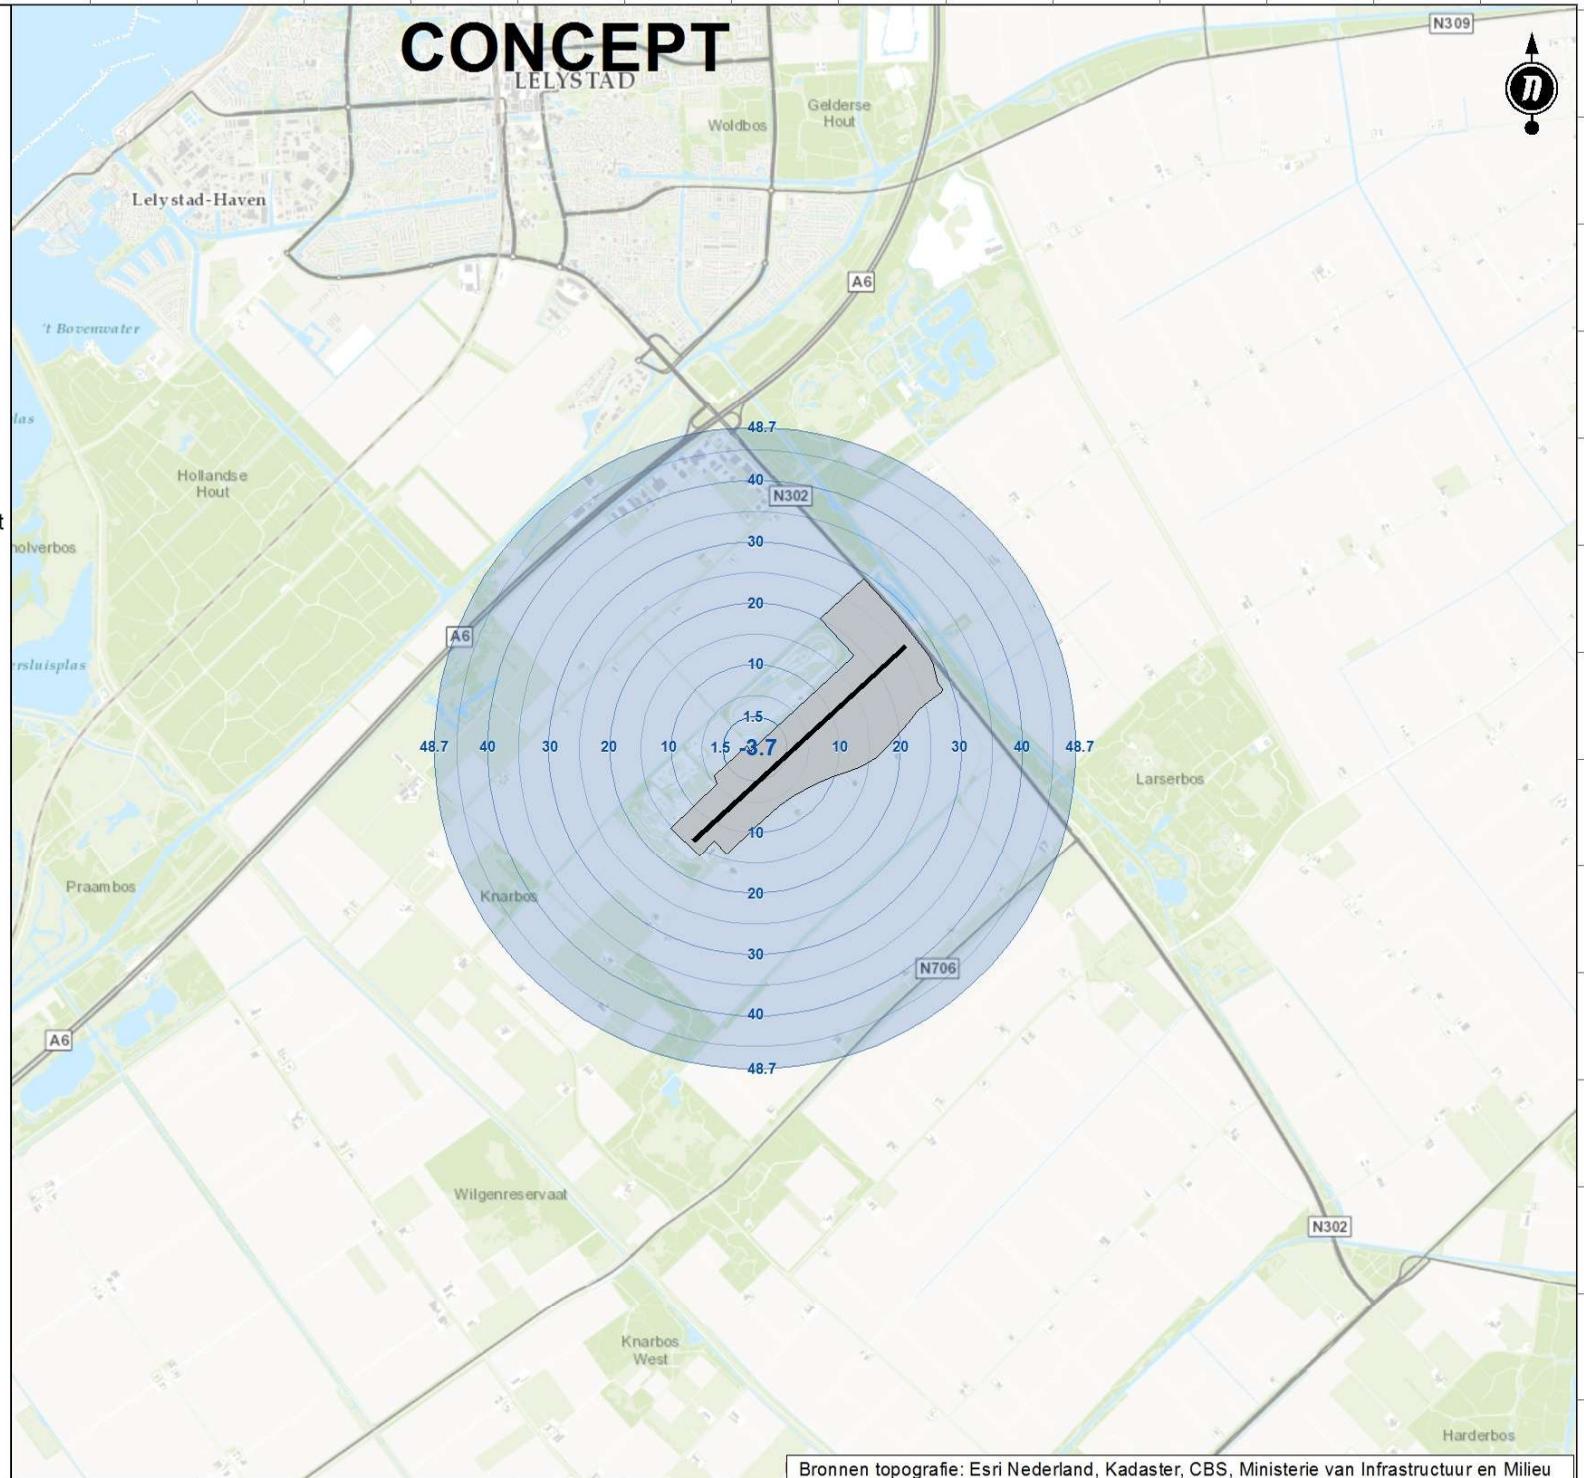 CONCEPT
N309
LELYSTAD
Gelderse
Hout
Woldbos
Lelystad-Haven
A6
't Bovenwater
las
48.7
Hollandse
Hout
40
N302
t
30
holverbos
20
A6
ersluisplas
10
1.5
48.7 40 30 20 10 1.5 -3.7 10 20 30 40 48.7
Larserbos
10
Praambos
Knarbos
20
30
N706
40
A6
48.7
Wilgenreservaat
N302
Knarbos
West
Harderbos
Bronnen topografie: Esri Nederland, Kadaster, CBS, Ministerie van Infrastructuur en Milieu